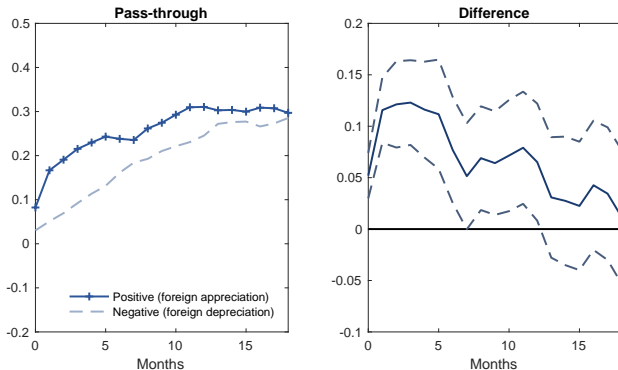 Pass-through
0.5
0.4
0.3
0.2
0.1
0
-0.1
-0.2
0 5 10 15
Months
Positive (foreign appreciation)
Negative (foreign depreciation)
Difference
0.2
0.15
0.1
0.05
0
-0.05
-0.1
0 5 10 15
Months